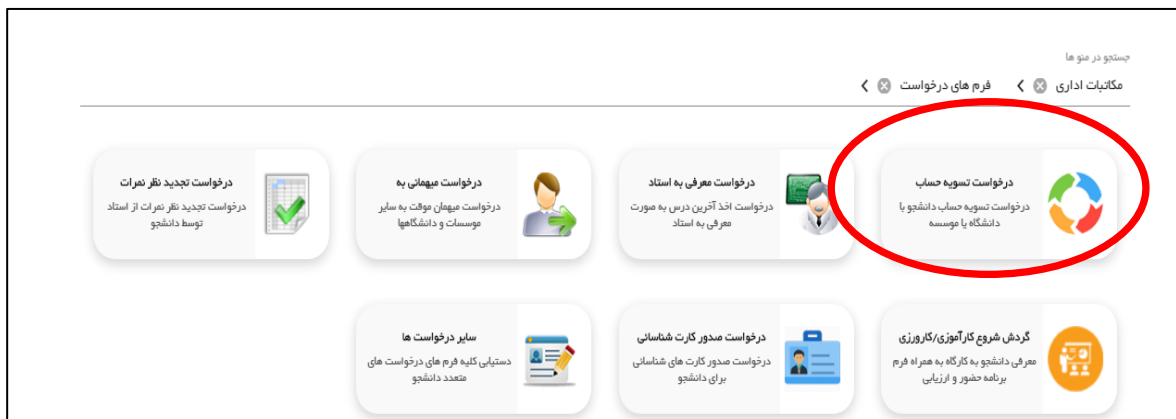 جستجو در منو ها
مکاتبات اداری
فرم های درخواست
درخواست تسویه حساب
درخواست تسویه حساب دانشجو با
دانشگاه یا موسسه
درخواست معرفی به استاد
درخواست اخذ آخرین درس به صورت
معرفی به استاد
درخواست میهمانی به
درخواست میهمان موقت به سایر
موسسات و دانشگاهها
درخواست تجدید نظر نمرات
درخواست تجدید نظر نمرات از استاد
توسط دانشجو
گردش شروع کارآموزی/کارورزی
معرفی دانشجو به کارگاه به همراه فرم
برنامه حضور و ارزیابی
درخواست صدور کارت شناسائی
درخواست صدور کارت های شناسائی
برای دانشجو
سایر درخواست ها
دستیابی کلیه فرم های درخواست های
متعدد دانشجو